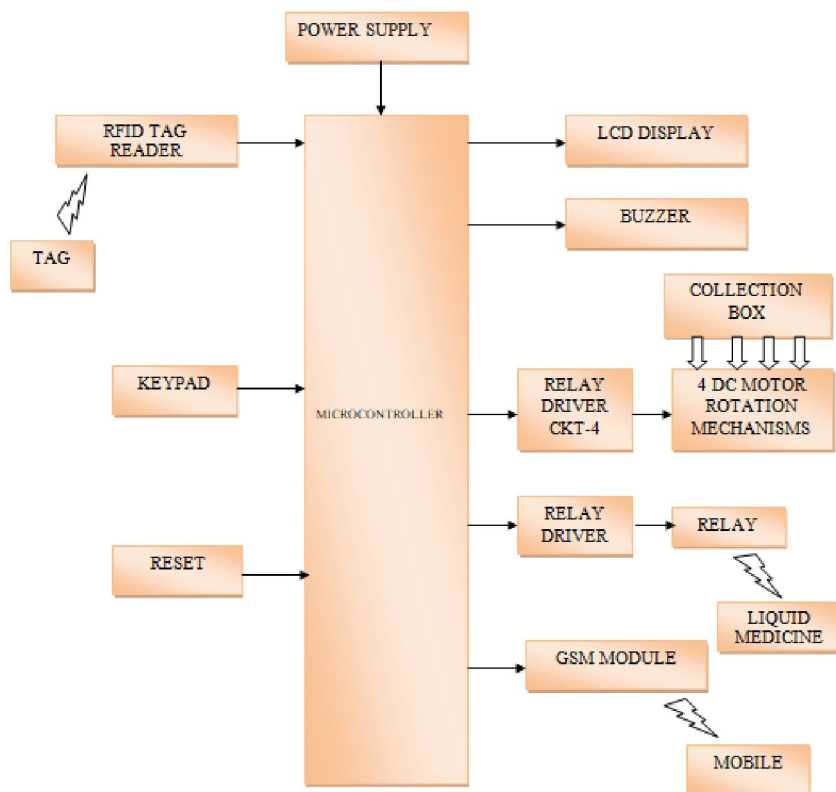 POWER SUPPLY
RFID TAG
READER
LCD DISPLAY
BUZZER
TAG
COLLECTION
BOX
KEYPAD
MICROCONTROLLER
RELAY
DRIVER
CKT-4
4 DC MOTOR
ROTATION
MECHANISMS
RELAY
DRIVER
RELAY
RESET
LIQUID
MEDICINE
GSM MODULE
MOBILE